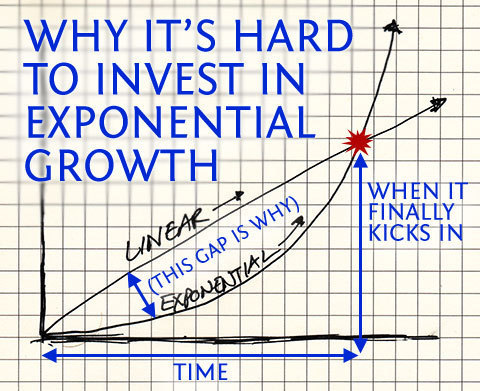 WHY IT'S HARD
TO INVEST IN
EXPONENTIAL
GROWTH
LINEAR
(THIS GAP IS WHY)
EXPONENTIAL
WHEN IT
FINALLY
KICKS IN
TIME